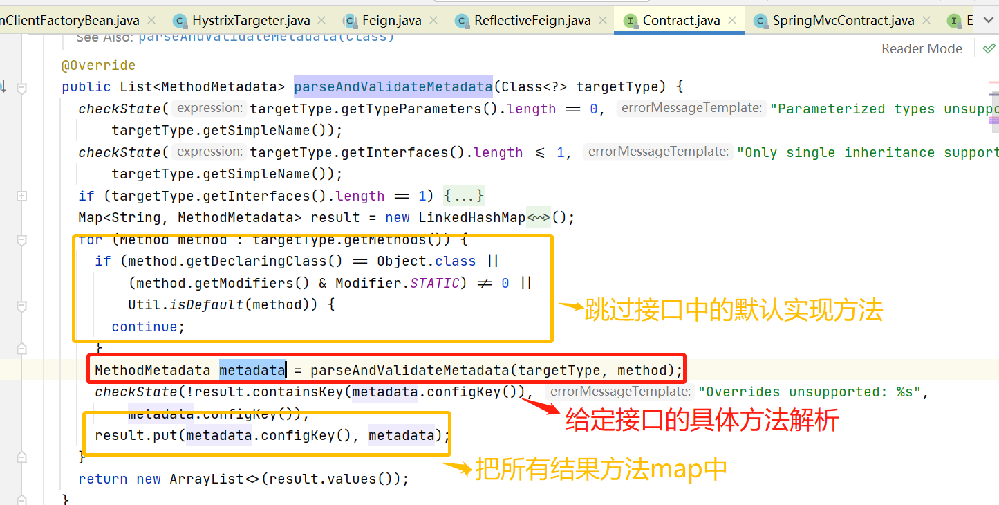 nClientFactoryBean.java HystrixTargeter.java Feign.java ReflectiveFeign.java Contract.java SpringMvcContract.java E
See Also: parseAndValidateMetadata(Class)
Reader Mode
@Override
public List<MethodMetadata> parseAndValidateMetadata(Class<?> targetType) {
checkState( expression: targetType.getTypeParameters().length == 0, errorMessageTemplate: "Parameterized types unsuppo
targetType.getSimpleName());
checkState( expression: targetType.getInterfaces().length <= 1, errorMessageTemplate: "Only single inheritance support
targetType.getSimpleName());
if (targetType.getInterfaces().length == 1) {...}
Map<String, MethodMetadata> result = new LinkedHashMap<~>();
for (Method method : targetType.getMethods()) {
if (method.getDeclaringClass() == Object.class ||
(method.getModifiers() & Modifier.STATIC) != 0 ||
Util.isDefault(method)) {
跳过接口中的默认实现方法
continue;
}
MethodMetadata metadata = parseAndValidateMetadata(targetType, method);
checkState(!result.containsKey(metadata.configKey()), errorMessageTemplate: "Overrides unsupported: %s",
metadata.configKey());
给定接口的具体方法解析
result.put(metadata.configKey(), metadata);
}
把所有结果方法map中
return new ArrayList<>(result.values());
}